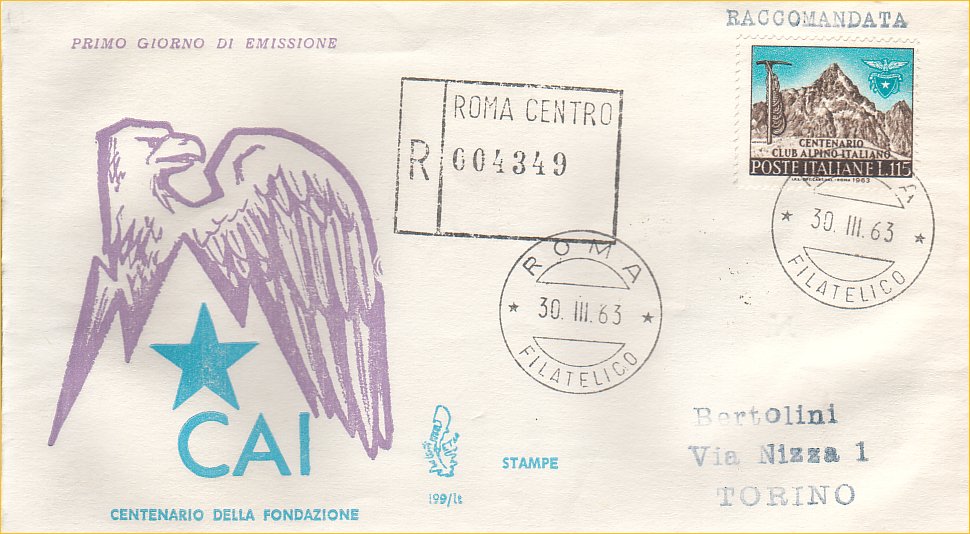 RACCOMANDATA
PRIMO GIORNO DI EMISSIONE
ROMA CENTRO
R
004349
CENTENARIO
CLUB ALPINO ITALIANO
POSTE ITALIANE L.115
ROMA
30. III. 63
FILATELICO
A
30. III. 63
FILATELICO
CAI
CENTENARIO DELLA FONDAZIONE
199/It
STAMPE
Bertolini
Via Nizza 1
TORINO